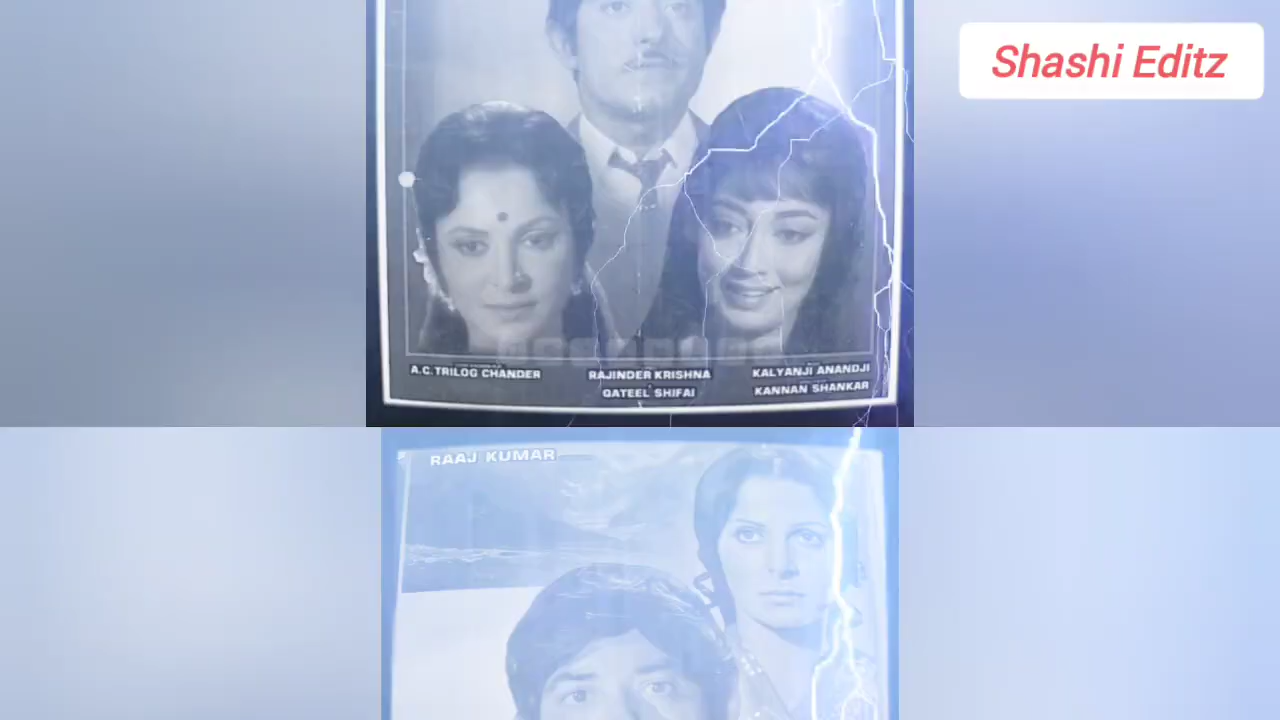 Shashi Editz
A.C. TRILOG CHANDER
RAJINDER KRISHNA
QATEEL SHIFAI
KALYANJI ANANDJI
KANNAN SHANKAR
RAAJ KUMAR